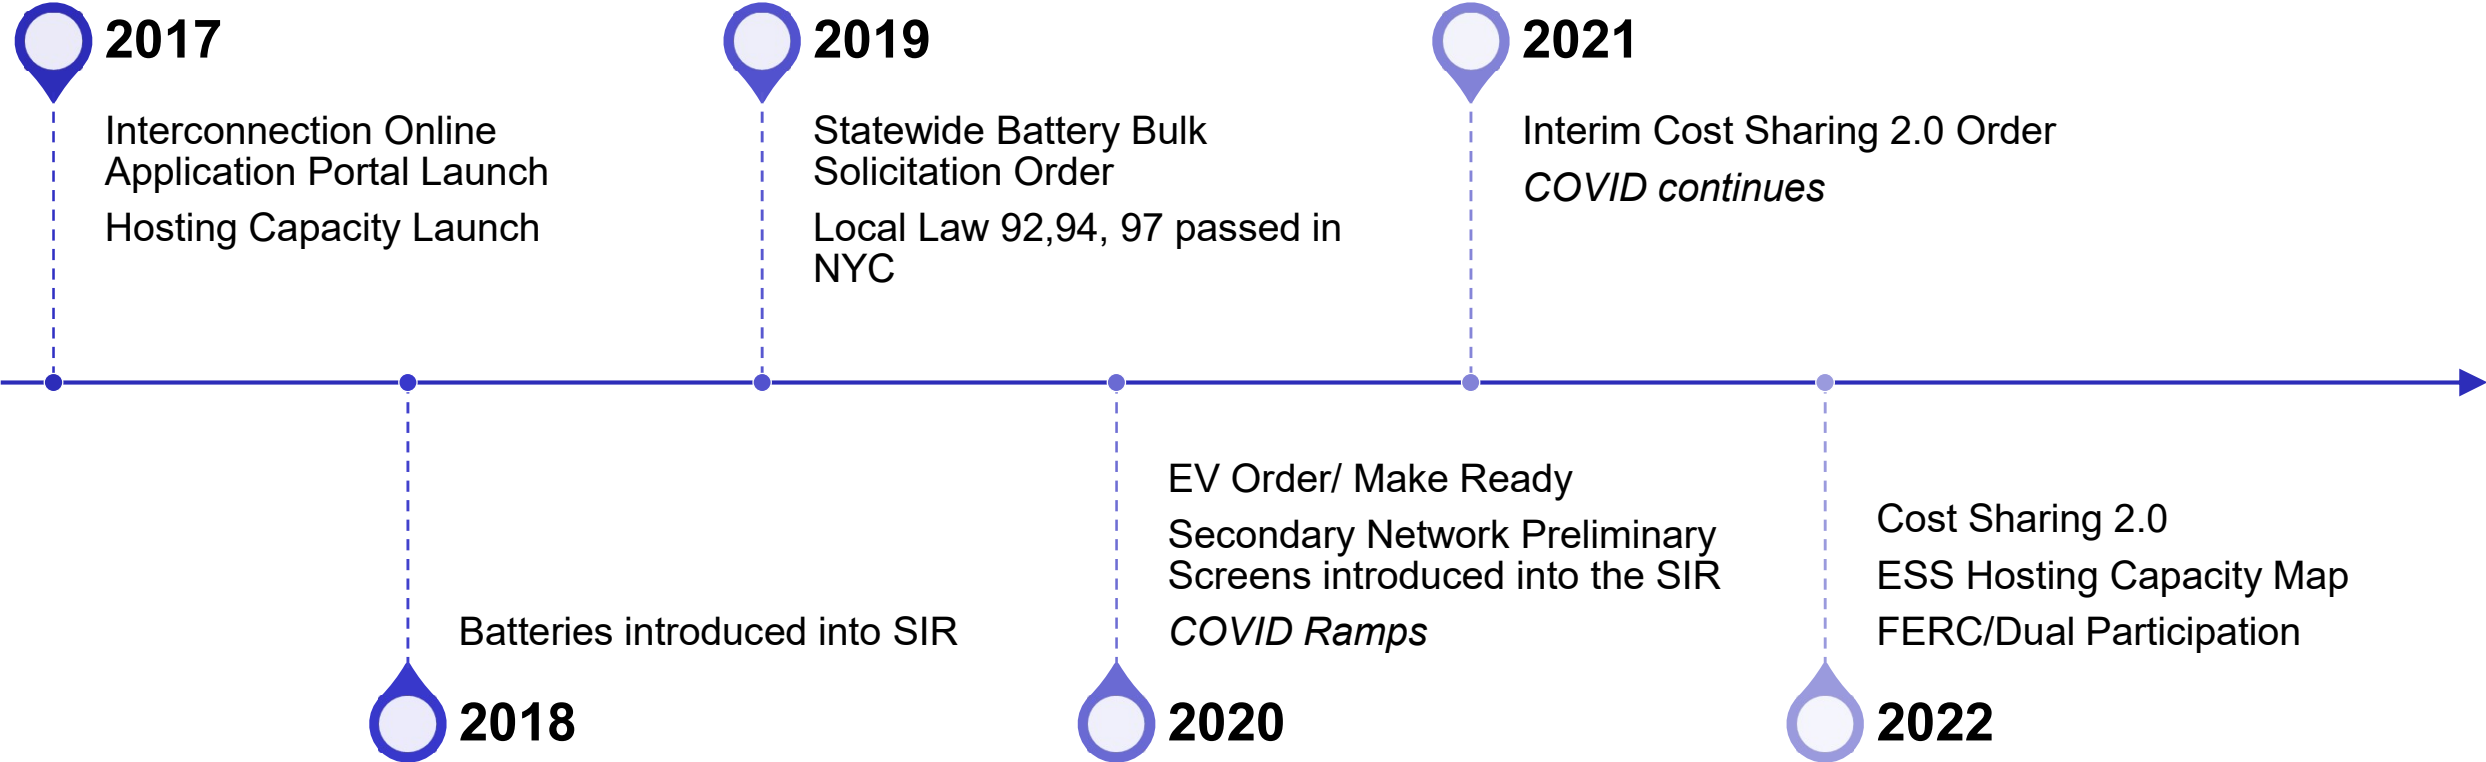 2017
Interconnection Online
Application Portal Launch
Hosting Capacity Launch
2019
Statewide Battery Bulk
Solicitation Order
Local Law 92,94, 97 passed in
NYC
2021
Interim Cost Sharing 2.0 Order
COVID continues
Batteries introduced into SIR
2018
EV Order/ Make Ready
Secondary Network Preliminary
Screens introduced into the SIR
COVID Ramps
2020
Cost Sharing 2.0
ESS Hosting Capacity Map
FERC/Dual Participation
2022